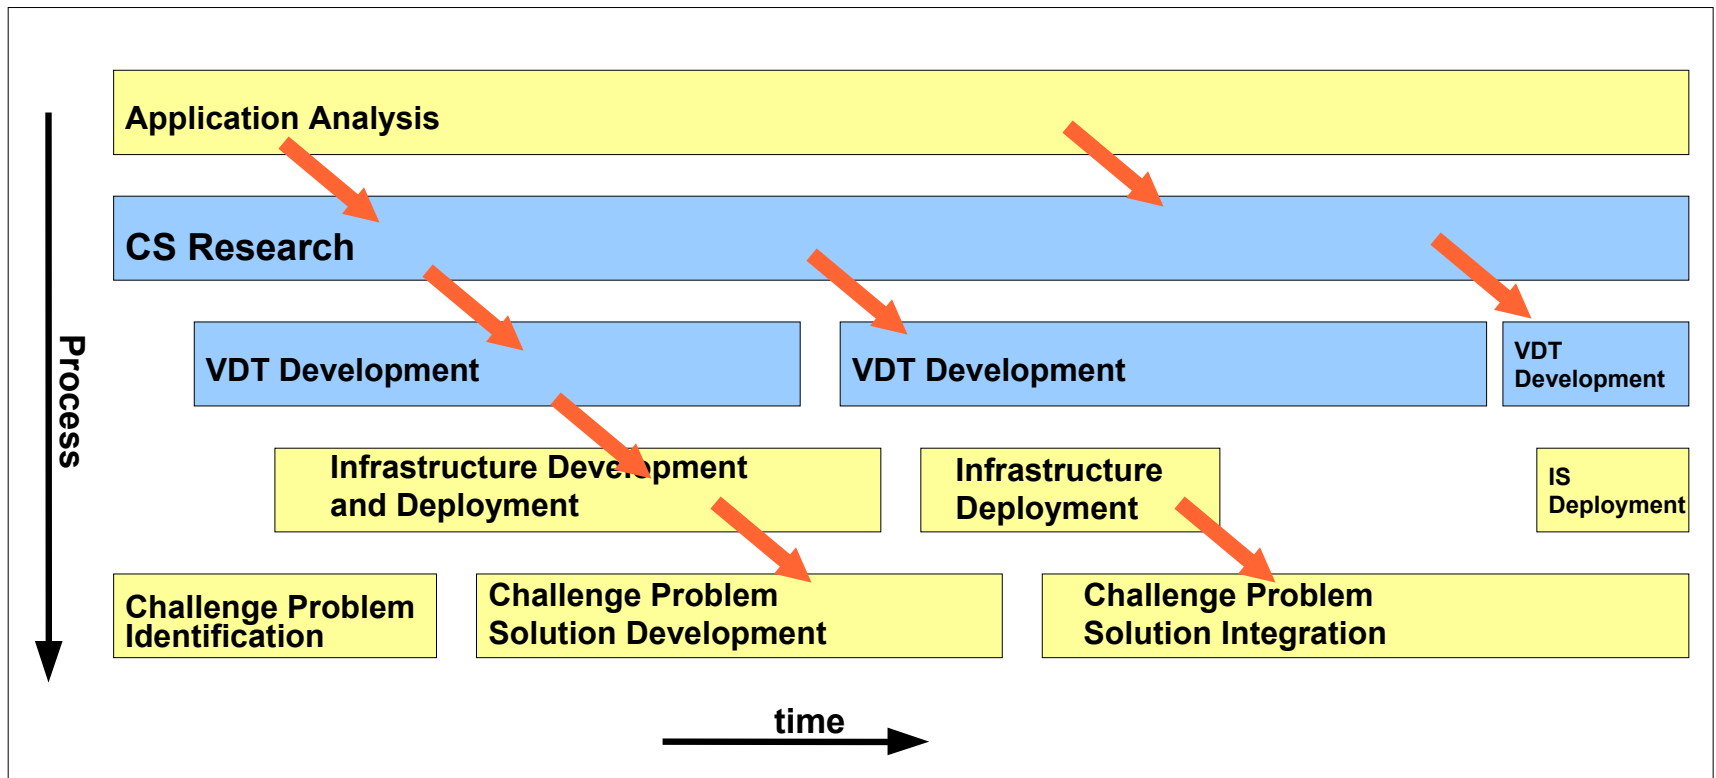 Application Analysis
CS Research
Process
VDT Development
VDT Development
VDT
Development
Infrastructure Development
and Deployment
Infrastructure
Deployment
IS
Deployment
Challenge Problem
Identification
Challenge Problem
Solution Development
Challenge Problem
Solution Integration
time